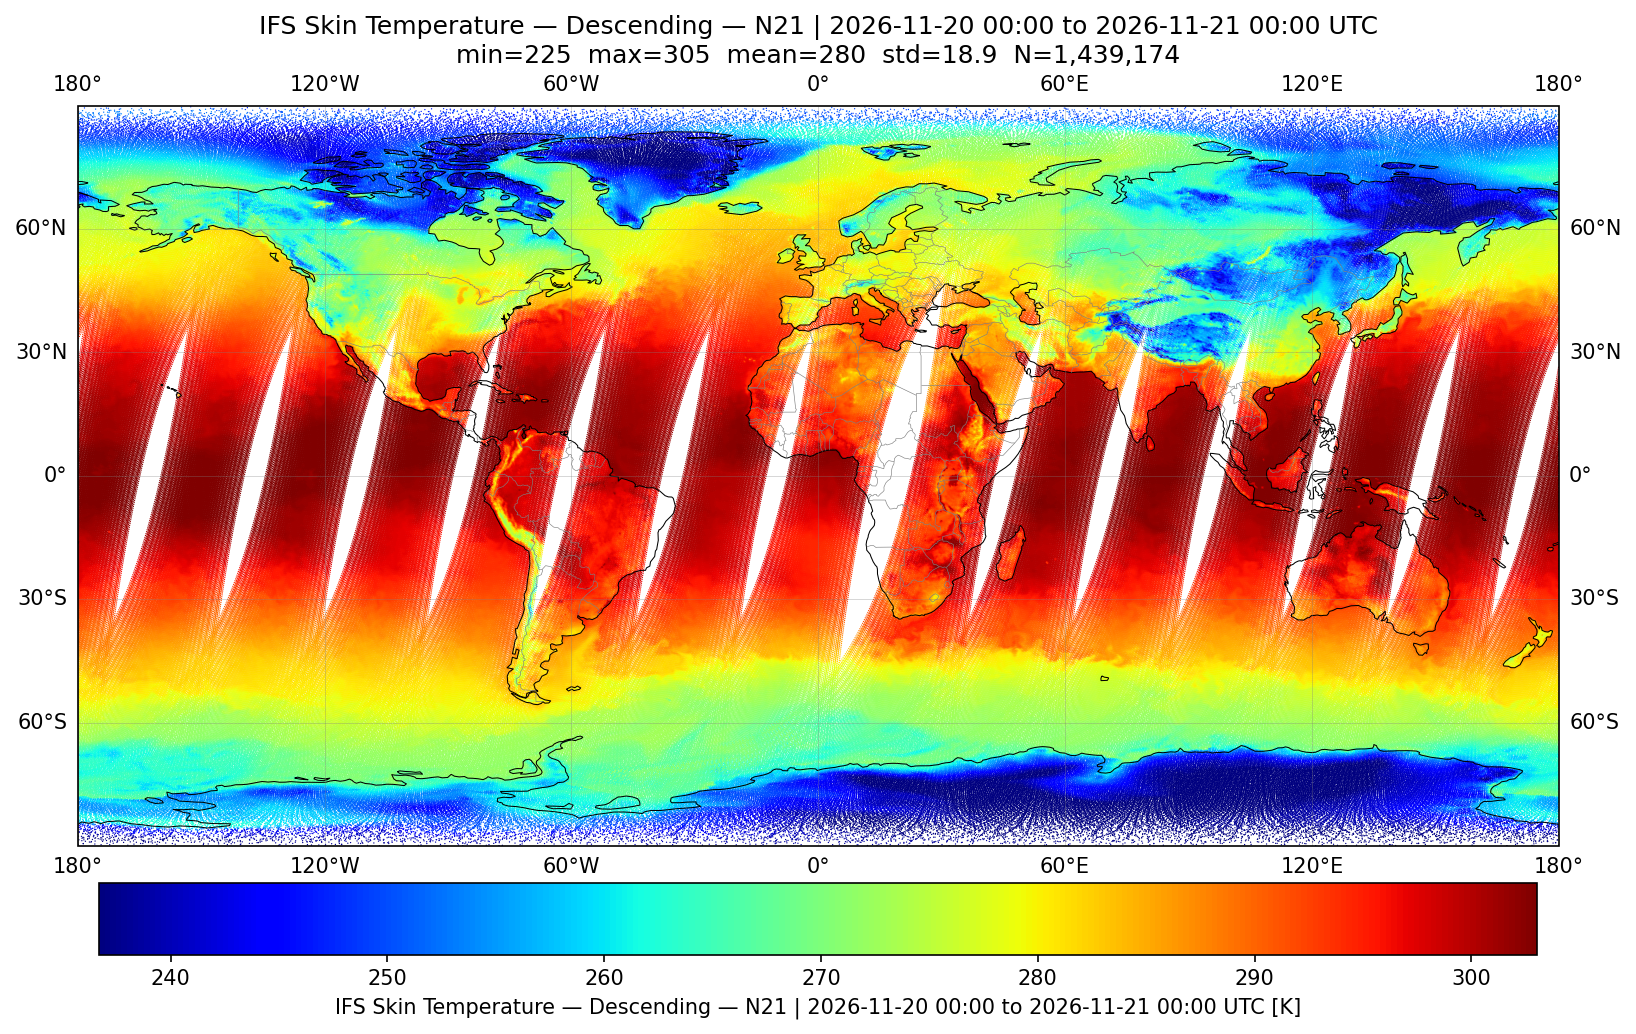 IFS Skin Temperature — Descending — N21 | 2026-11-20 00:00 to 2026-11-21 00:00 UTC
min=225  max=305  mean=280  std=18.9  N=1,439,174
180° 120°W 60°W 0° 60°E 120°E 180°
60°N 60°N
30°N 30°N
0° 0°
30°S 30°S
60°S 60°S
180° 120°W 60°W 0° 60°E 120°E 180°
240 250 260 270 280 290 300
IFS Skin Temperature — Descending — N21 | 2026-11-20 00:00 to 2026-11-21 00:00 UTC [K]